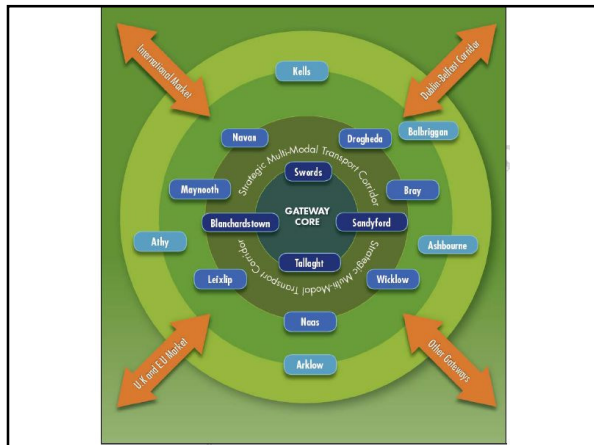 International Market
Dublin-Belfast Corridor
Kells
Balbriggan
Navan
Drogheda
Strategic Multi-Modal Transport Corridor
Swords
Maynooth
Bray
GATEWAY
CORE
Blanchardstown
Sandyford
Athy
Ashbourne
Tallaght
Strategic Multi-Modal Transport Corridor
Leixlip
Wicklow
Naas
U.K and E.U Market
Other Gateways
Arklow